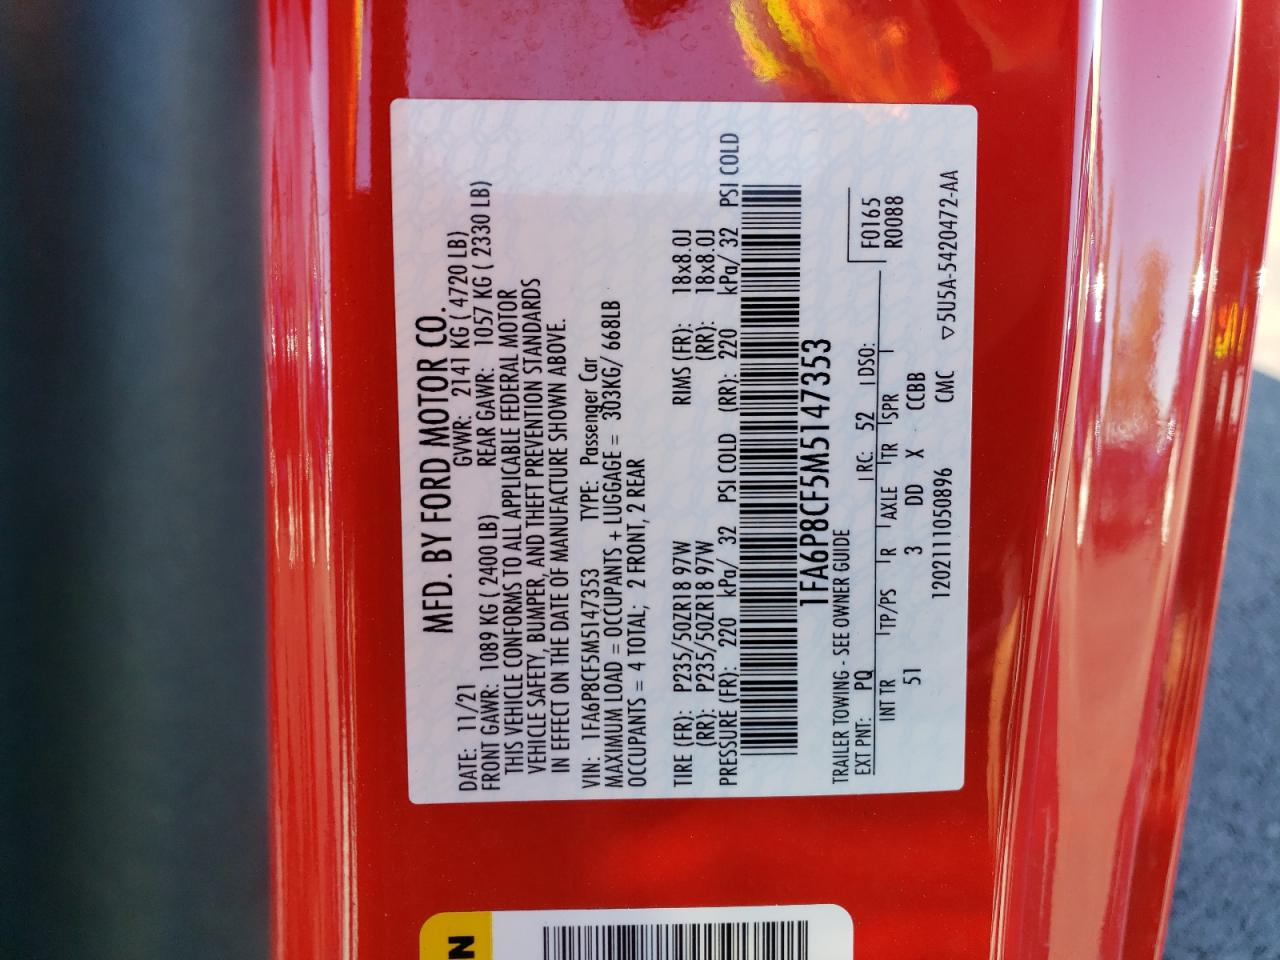 MFD. BY FORD MOTOR CO.
DATE: 11/21 GVWR: 2141 KG ( 4720 LB)
FRONT GAWR: 1089 KG ( 2400 LB) REAR GAWR: 1057 KG ( 2330 LB)
THIS VEHICLE CONFORMS TO ALL APPLICABLE FEDERAL MOTOR
VEHICLE SAFETY, BUMPER, AND THEFT PREVENTION STANDARDS
IN EFFECT ON THE DATE OF MANUFACTURE SHOWN ABOVE.
VIN: 1FA6P8CF5M5147353 TYPE: Passenger Car
MAXIMUM LOAD = OCCUPANTS + LUGGAGE = 303KG/ 668LB
OCCUPANTS = 4 TOTAL; 2 FRONT, 2 REAR
TIRE (FR): P235/50ZR18 97W RIMS (FR): 18x8.0J
(RR): P235/50ZR18 97W (RR): 18x8.0J
PRESSURE (FR): 220 kPa/ 32 PSI COLD (RR): 220 kPa/ 32 PSI COLD
1FA6P8CF5M5147353
TRAILER TOWING - SEE OWNER GUIDE
F0165
EXT PNT: PQ RC: 52 DSO: R0088
INT TR TP/PS R AXLE TR SPR
51 3 DD X CCBB
1202111050896 CMC ▽5U5A-5420472-AA
N